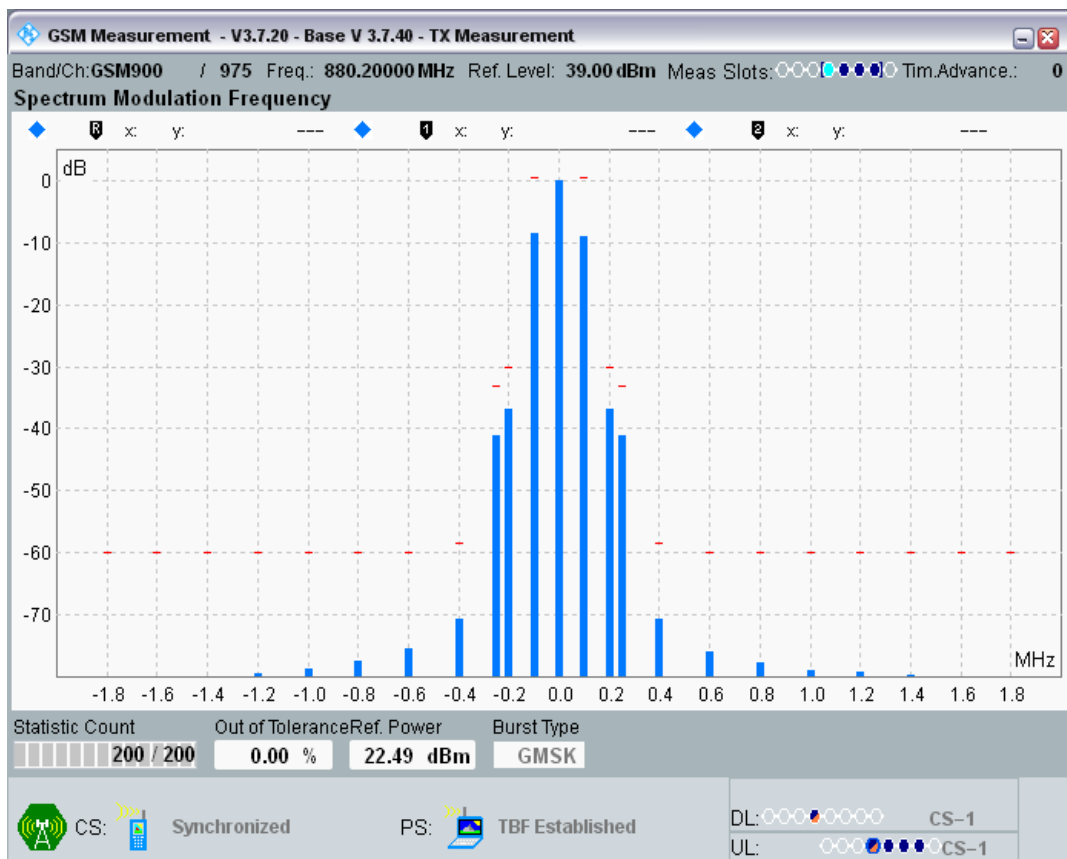 GSM Measurement - V3.7.20 - Base V 3.7.40 - TX Measurement
Band/Ch:GSM900 / 975 Freq.: 880.20000 MHz Ref. Level: 39.00 dBm Meas Slots: Tim.Advance.: 0
Spectrum Modulation Frequency
R x: y: --- 1 x: y: --- 2 x: y: ---
dB
0
-10
-20
-30
-40
-50
-60
-70
MHz
-1.8 -1.6 -1.4 -1.2 -1.0 -0.8 -0.6 -0.4 -0.2 0.0 0.2 0.4 0.6 0.8 1.0 1.2 1.4 1.6 1.8
Statistic Count Out of Tolerance Ref. Power Burst Type
200 / 200 0.00 % 22.49 dBm GMSK
CS: Synchronized PS: TBF Established DL: CS-1
UL: CS-1